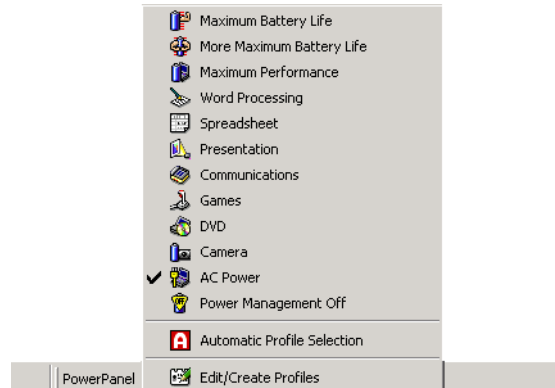 Maximum Battery Life
More Maximum Battery Life
Maximum Performance
Word Processing
Spreadsheet
Presentation
Communications
Games
DVD
Camera
AC Power
Power Management Off
Automatic Profile Selection
PowerPanel Edit/Create Profiles